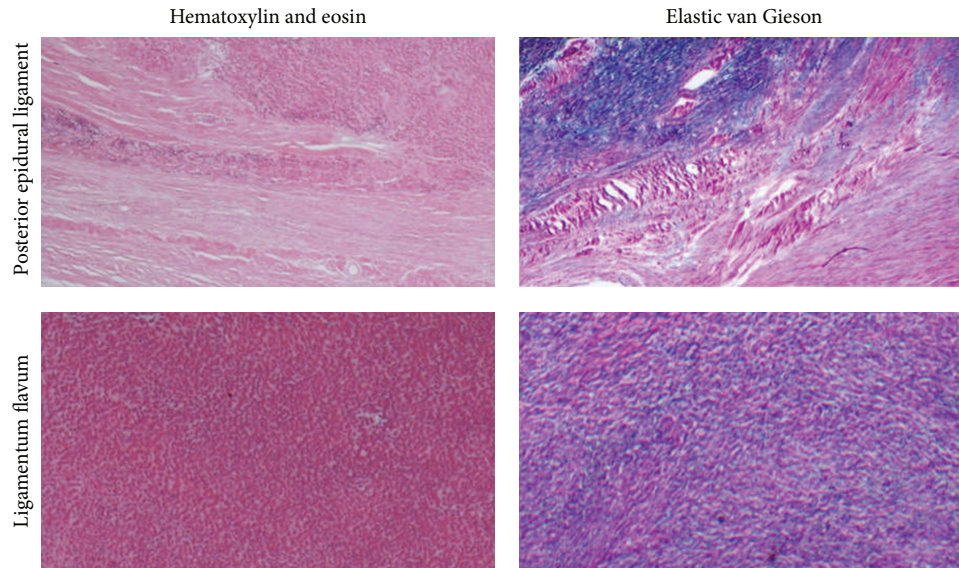 Hematoxylin and eosin
Elastic van Gieson
Posterior epidural ligament
Ligamentum flavum